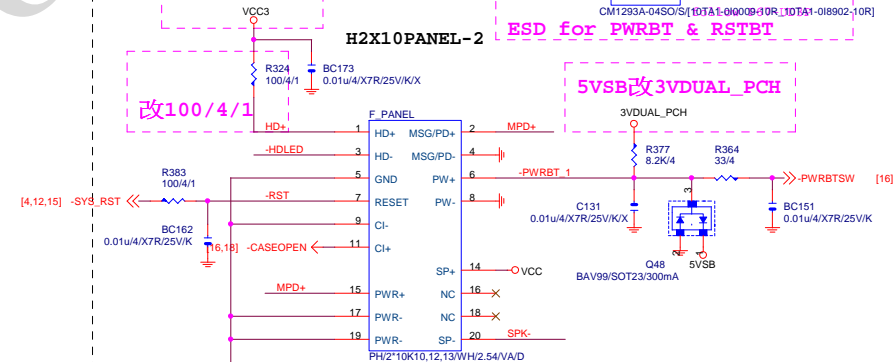 VCC3
CM1293A-04SO/S/[10TA1-
-10R_10TA1-0I8902-10R]
H2X10PANEL-2
ESD for PWRBT & RSTBT
R324
100/4/1
BC173
0.01u/4/X7R/25V/K/X
5VSB改3VDUAL_PCH
改100/4/1
F_PANEL
3VDUAL_PCH
HD+ 1 HD+ MSG/PD+ 2 MPD+
R377
8.2K/4
R364
33/4
-HDLED 3 HD- MSG/PD- 4
R383
100/4/1
5 GND PW+ 6 -PWRBT_1
-PWRBTSW [16]
[4,12,15] -SYS_RST
-RST 7 RESET PW- 8
3
C131
0.01u/4/X7R/25V/K/X
BC151
0.01u/4/X7R/25V/K
9 CI-
BC162
0.01u/4/X7R/25V/K
[16,18] -CASEOPEN 11 CI+
2
1
5VSB
Q48
BAV99/SOT23/300mA
SP+ 14 VCC
MPD+ 15 PWR+ NC 16
17 PWR- NC 18
19 PWR- SP- 20 SPK-
PH/2*10K10,12,13/WH/2.54/VA/D